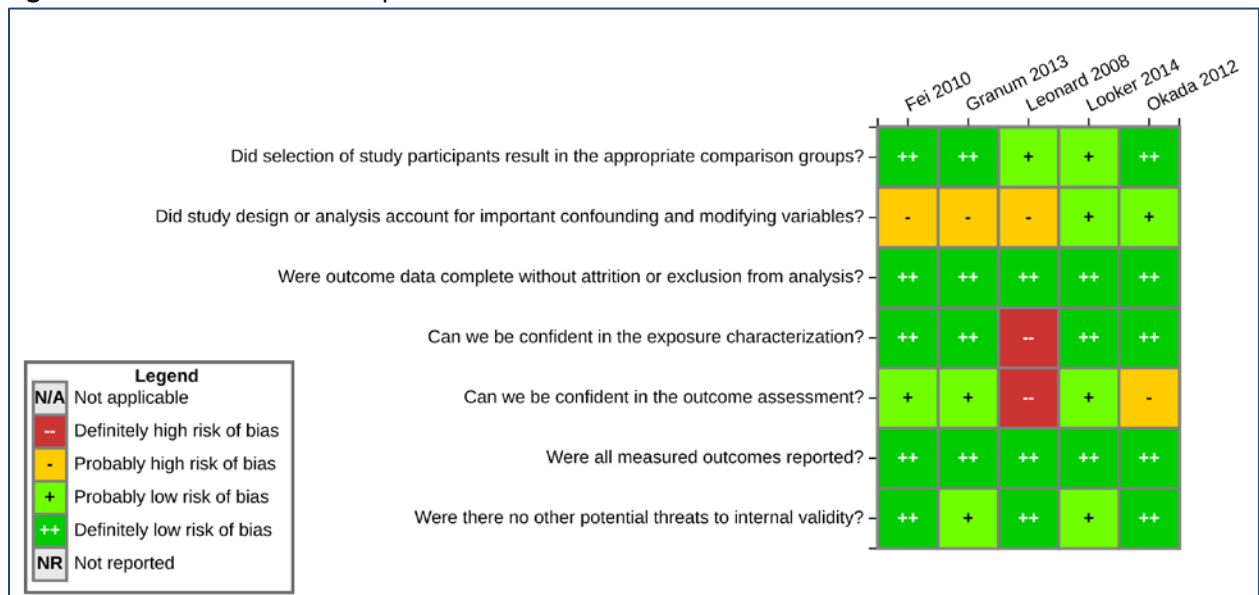 Fei 2010
Granum 2013
Leonard 2008
Looker 2014
Okada 2012
Did selection of study participants result in the appropriate comparison groups? ++ ++ + + ++
Did study design or analysis account for important confounding and modifying variables? - - - + +
Were outcome data complete without attrition or exclusion from analysis? ++ ++ ++ ++ ++
Can we be confident in the exposure characterization? ++ ++ -- ++ ++
Can we be confident in the outcome assessment? + + -- + -
Were all measured outcomes reported? ++ ++ ++ ++ ++
Were there no other potential threats to internal validity? ++ + ++ + ++
Legend
N/A Not applicable
-- Definitely high risk of bias
- Probably high risk of bias
+ Probably low risk of bias
++ Definitely low risk of bias
NR Not reported